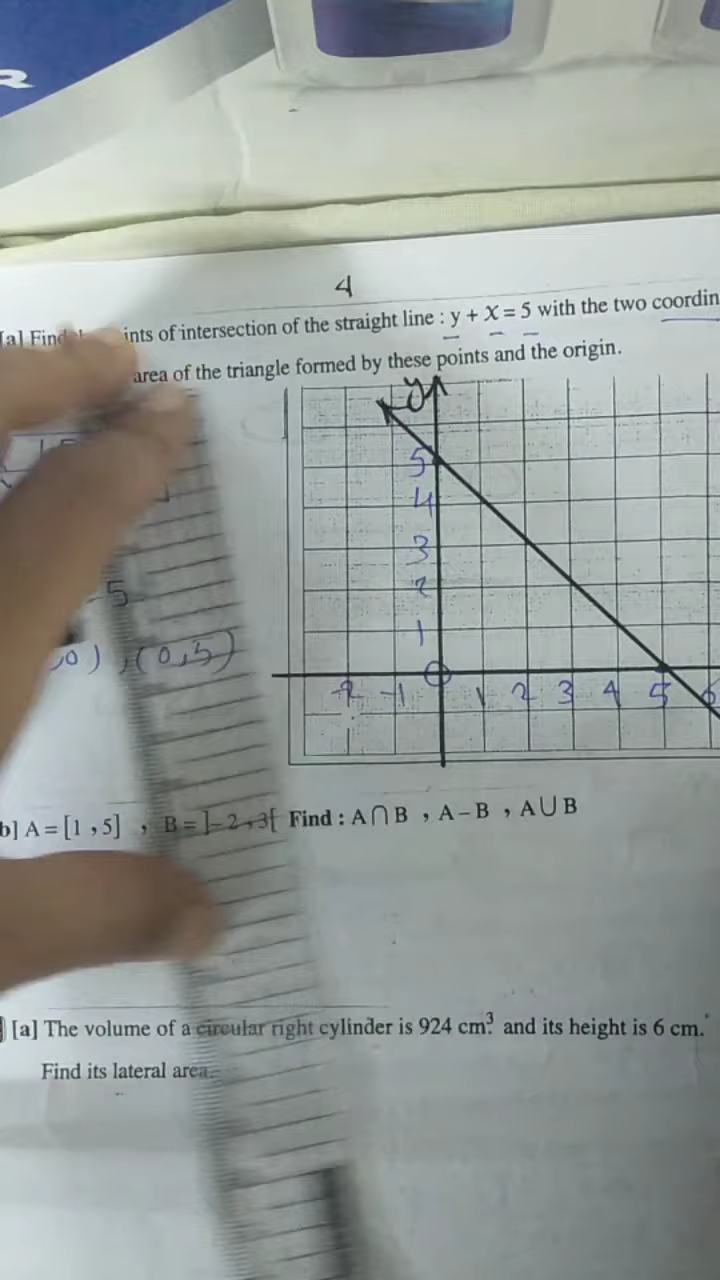 R
4
[a] Find ints of intersection of the straight line : y + x = 5 with the two coordin
area of the triangle formed by these points and the origin.
y
5
4
3
2
1
5
,0) , (0,5)
-2 -1 1 2 3 4 5 6
b] A = [1 , 5] , B = ]-2 , 3[ Find : A ∩ B , A – B , A ∪ B
[a] The volume of a circular right cylinder is 924 cm.³ and its height is 6 cm.
Find its lateral area.